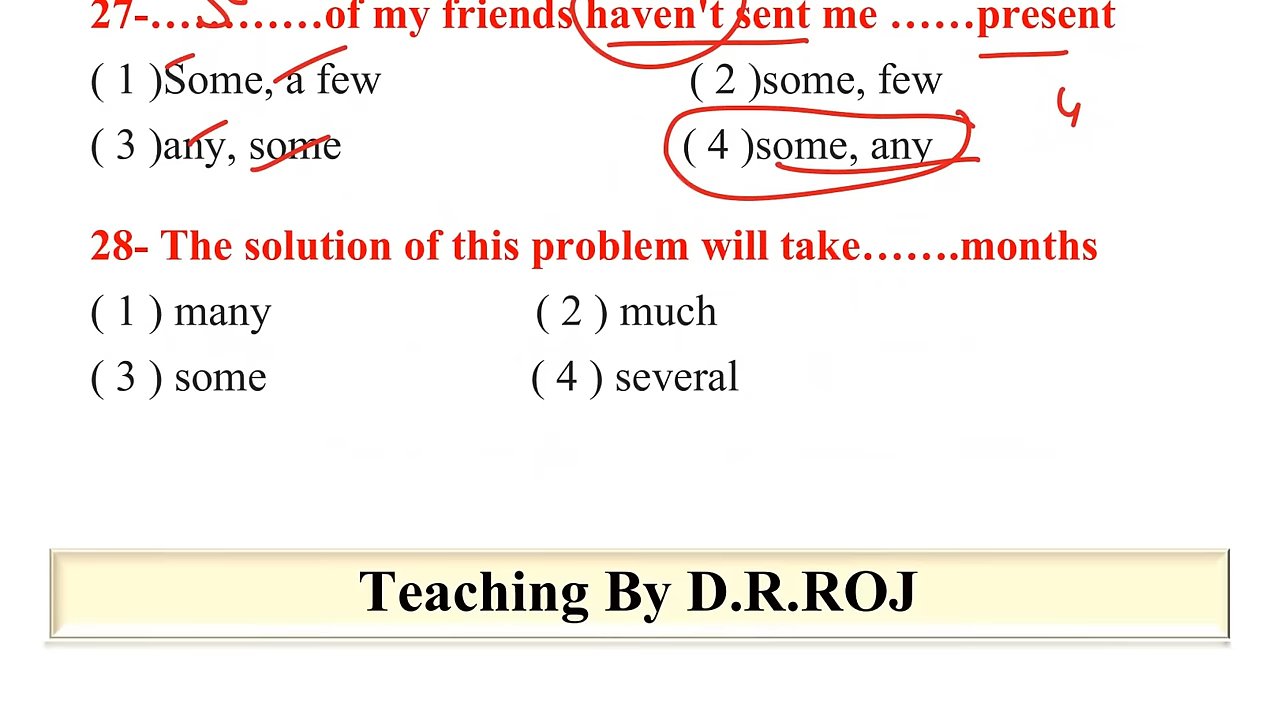 27-.............of my friends haven't sent me ......present
( 1 )Some, a few ( 2 )some, few
4
( 3 )any, some ( 4 )some, any
28- The solution of this problem will take.......months
( 1 ) many ( 2 ) much
( 3 ) some ( 4 ) several
Teaching By D.R.ROJ